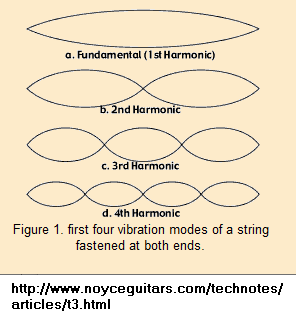 a. Fundamental (1st Harmonic)
b. 2nd Harmonic
c. 3rd Harmonic
d. 4th Harmonic
Figure 1. first four vibration modes of a string
fastened at both ends.
http://www.noyceguitars.com/technotes/
articles/t3.html